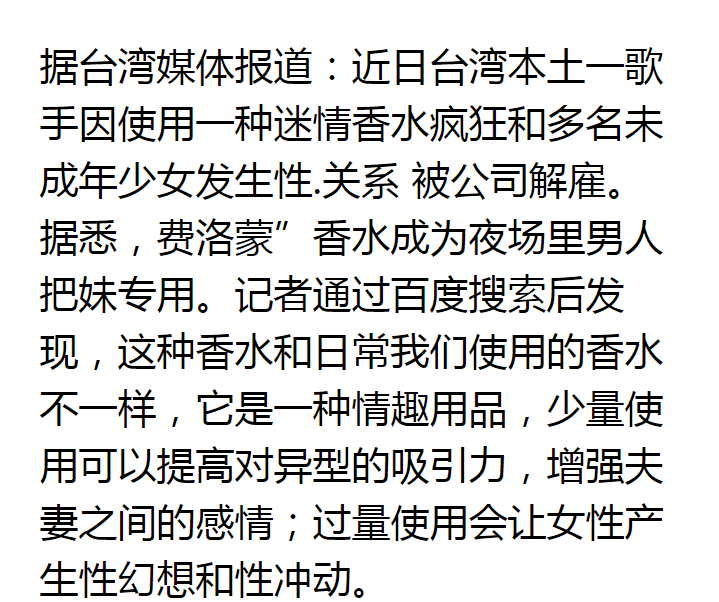 据台湾媒体报道：近日台湾本土一歌
手因使用一种迷情香水疯狂和多名未
成年少女发生性.关系 被公司解雇。
据悉，费洛蒙”香水成为夜场里男人
把妹专用。记者通过百度搜索后发
现，这种香水和日常我们使用的香水
不一样，它是一种情趣用品，少量使
用可以提高对异型的吸引力，增强夫
妻之间的感情；过量使用会让女性产
生性幻想和性冲动。